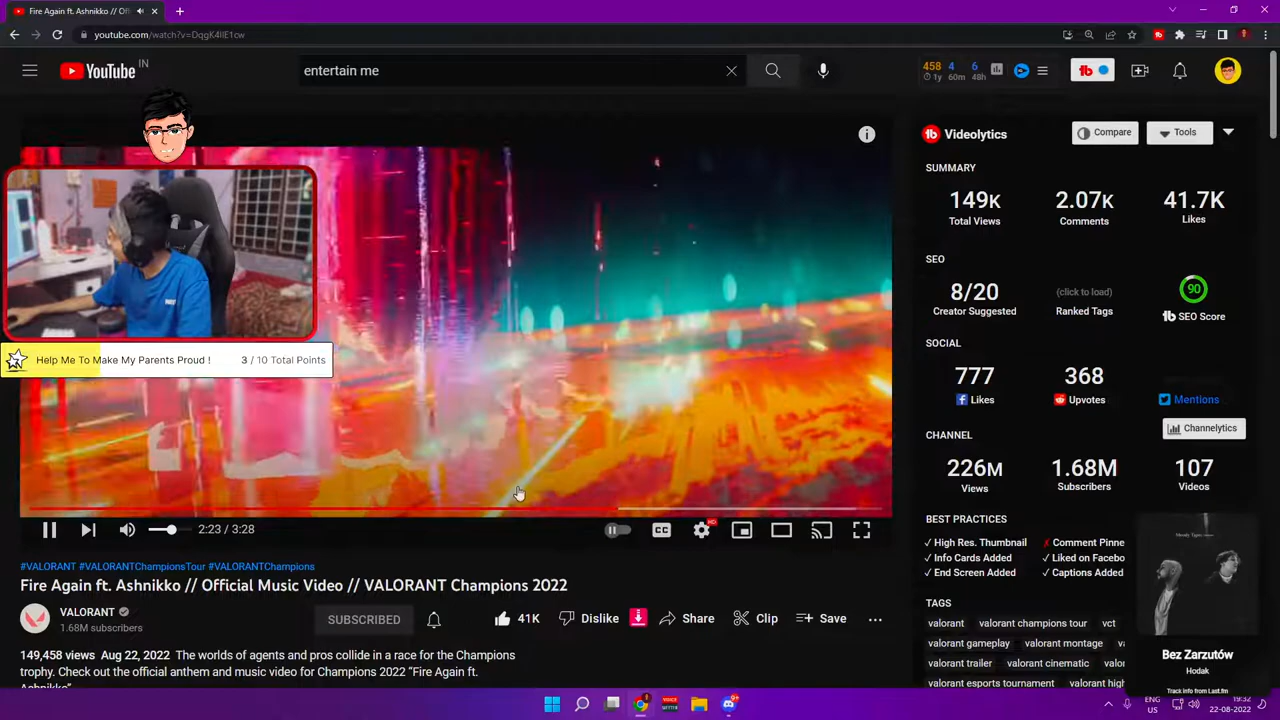 Fire Again ft. Ashnikko // Off
youtube.com/watch?v=DqgK4llE1cw
YouTube IN
entertain me
458 4 6
1y 60m 48h
tb
Videolytics
Compare
Tools
SUMMARY
149K 2.07K 41.7K
Total Views Comments Likes
SEO
8/20 (click to load) 90
Creator Suggested Ranked Tags tb SEO Score
SOCIAL
777 368
Likes Upvotes Mentions
Channelytics
CHANNEL
226M 1.68M 107
Views Subscribers Videos
BEST PRACTICES
✓ High Res. Thumbnail ✗ Comment Pinne
✓ Info Cards Added ✓ Liked on Facebo
✓ End Screen Added ✓ Captions Added
TAGS
valorant valorant champions tour vct
valorant gameplay valorant montage
valorant trailer valorant cinematic
valorant esports tournament valorant high
Help Me To Make My Parents Proud ! 3 / 10 Total Points
2:23 / 3:28
CC
HD
#VALORANT #VALORANTChampionsTour #VALORANTChampions
Fire Again ft. Ashnikko // Official Music Video // VALORANT Champions 2022
VALORANT
1.68M subscribers
SUBSCRIBED
41K Dislike Share Clip Save
149,458 views Aug 22, 2022 The worlds of agents and pros collide in a race for the Champions
trophy. Check out the official anthem and music video for Champions 2022 "Fire Again ft.
Ashnikko"
Bez Zarzutów
Hodak
Track info from Last.fm
ENG
US
19:32
22-08-2022